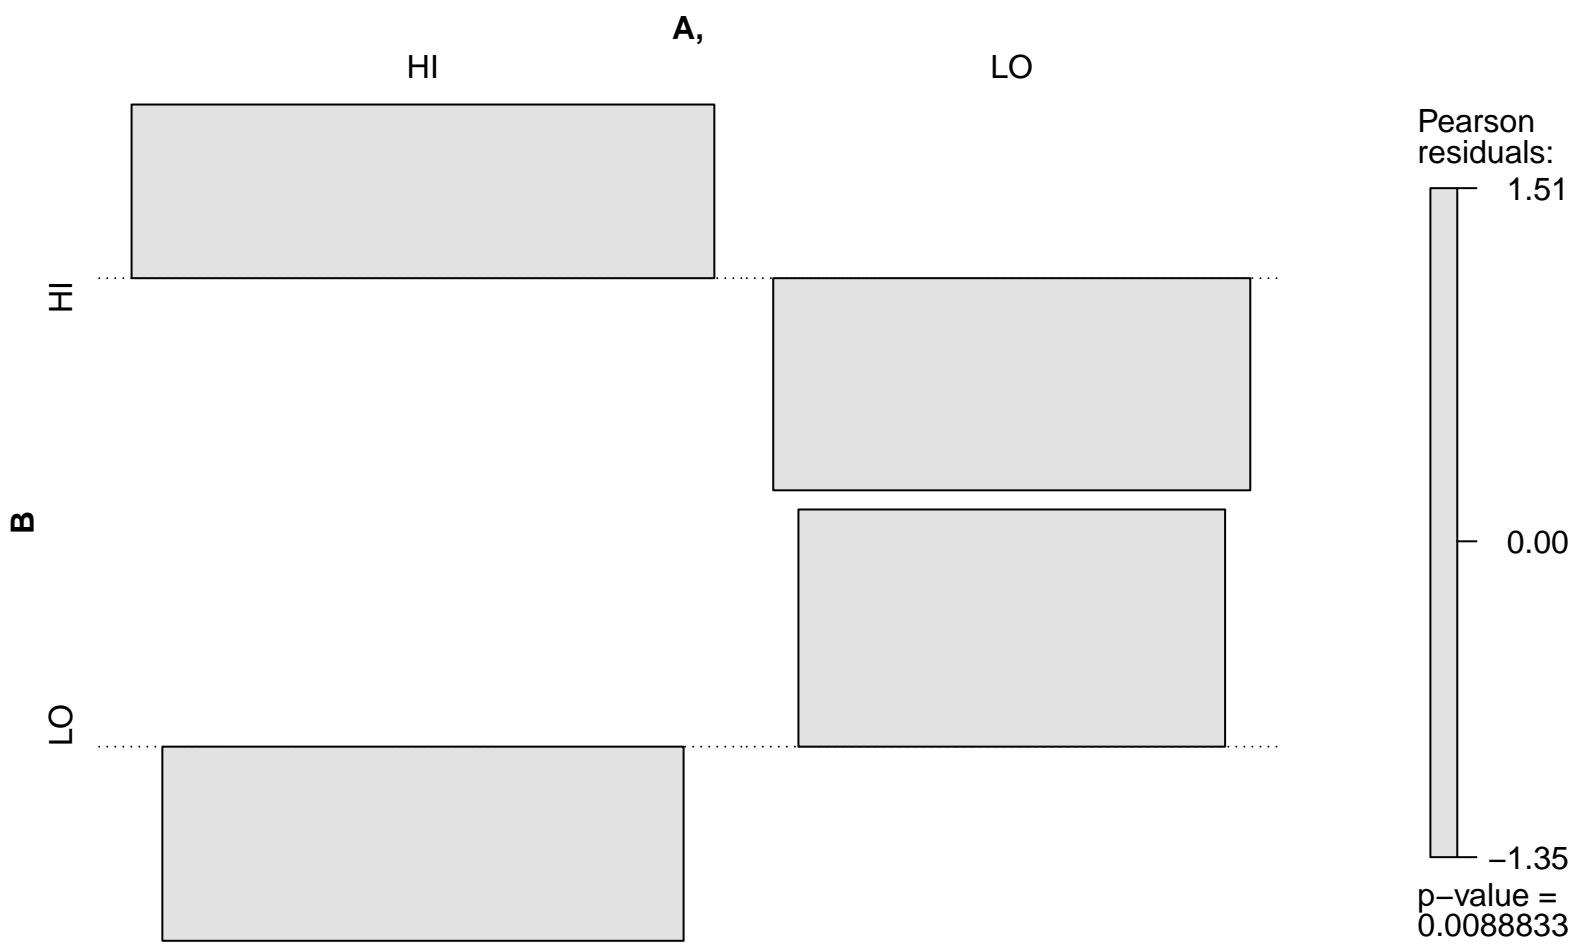 A,
HI
LO
Pearson
residuals:
1.51
HI
B
0.00
LO
−1.35
p−value =
0.0088833